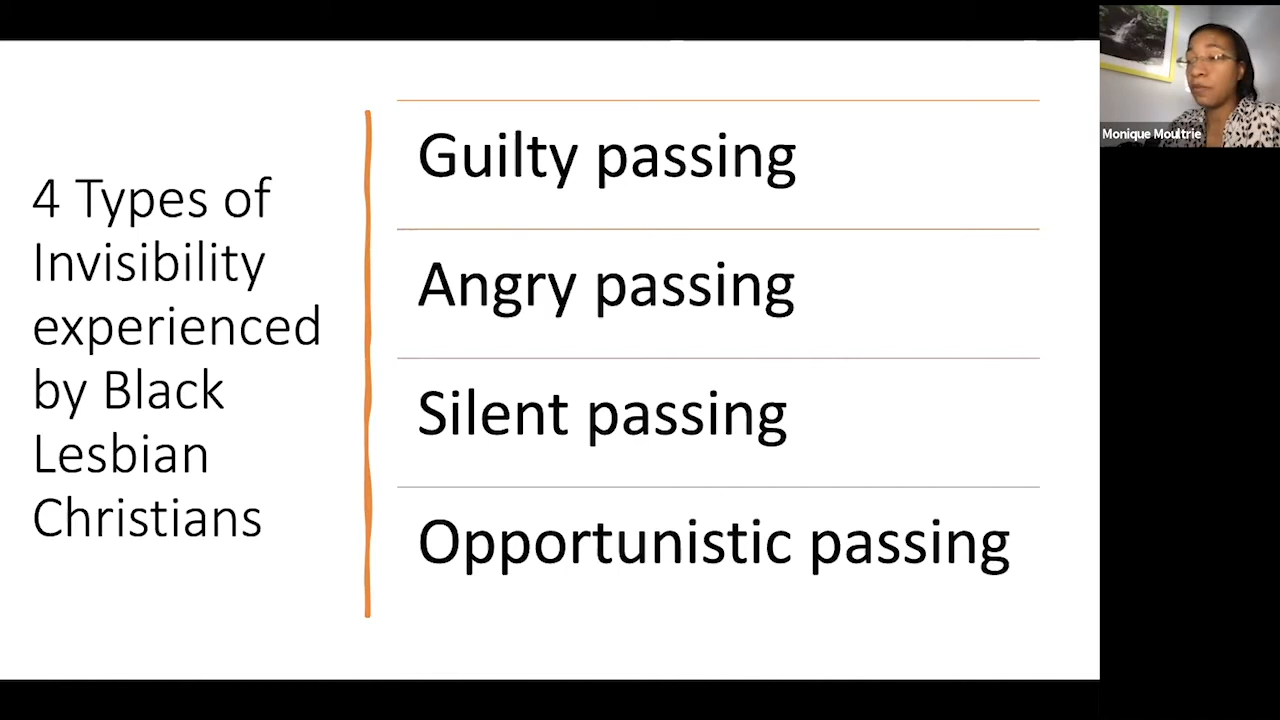 4 Types of
Invisibility
experienced
by Black
Lesbian
Christians
Guilty passing
Angry passing
Silent passing
Opportunistic passing
Monique Moultrie